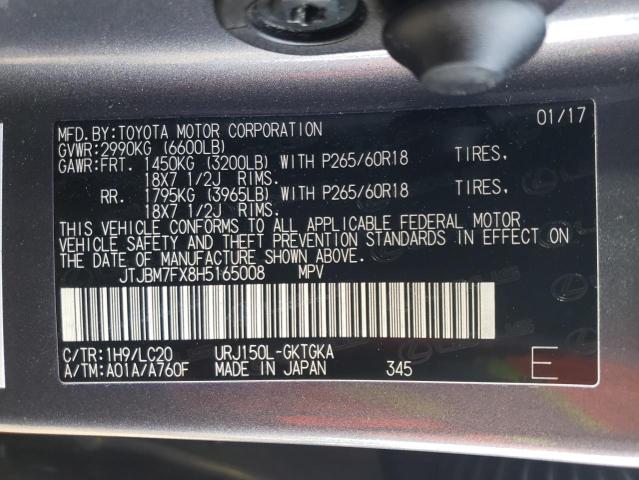 MFD.BY:TOYOTA MOTOR CORPORATION 01/17
GVWR:2990KG (6600LB)
GAWR:FRT. 1450KG (3200LB) WITH P265/60R18 TIRES,
18X7 1/2J RIMS.
RR. 1795KG (3965LB) WITH P265/60R18 TIRES,
18X7 1/2J RIMS.
THIS VEHICLE CONFORMS TO ALL APPLICABLE FEDERAL MOTOR
VEHICLE SAFETY AND THEFT PREVENTION STANDARDS IN EFFECT ON
THE DATE OF MANUFACTURE SHOWN ABOVE.
JTJBM7FX8H5165008 MPV
C/TR:1H9/LC20 URJ150L-GKTGKA
A/TM:A01A/A760F MADE IN JAPAN 345 E